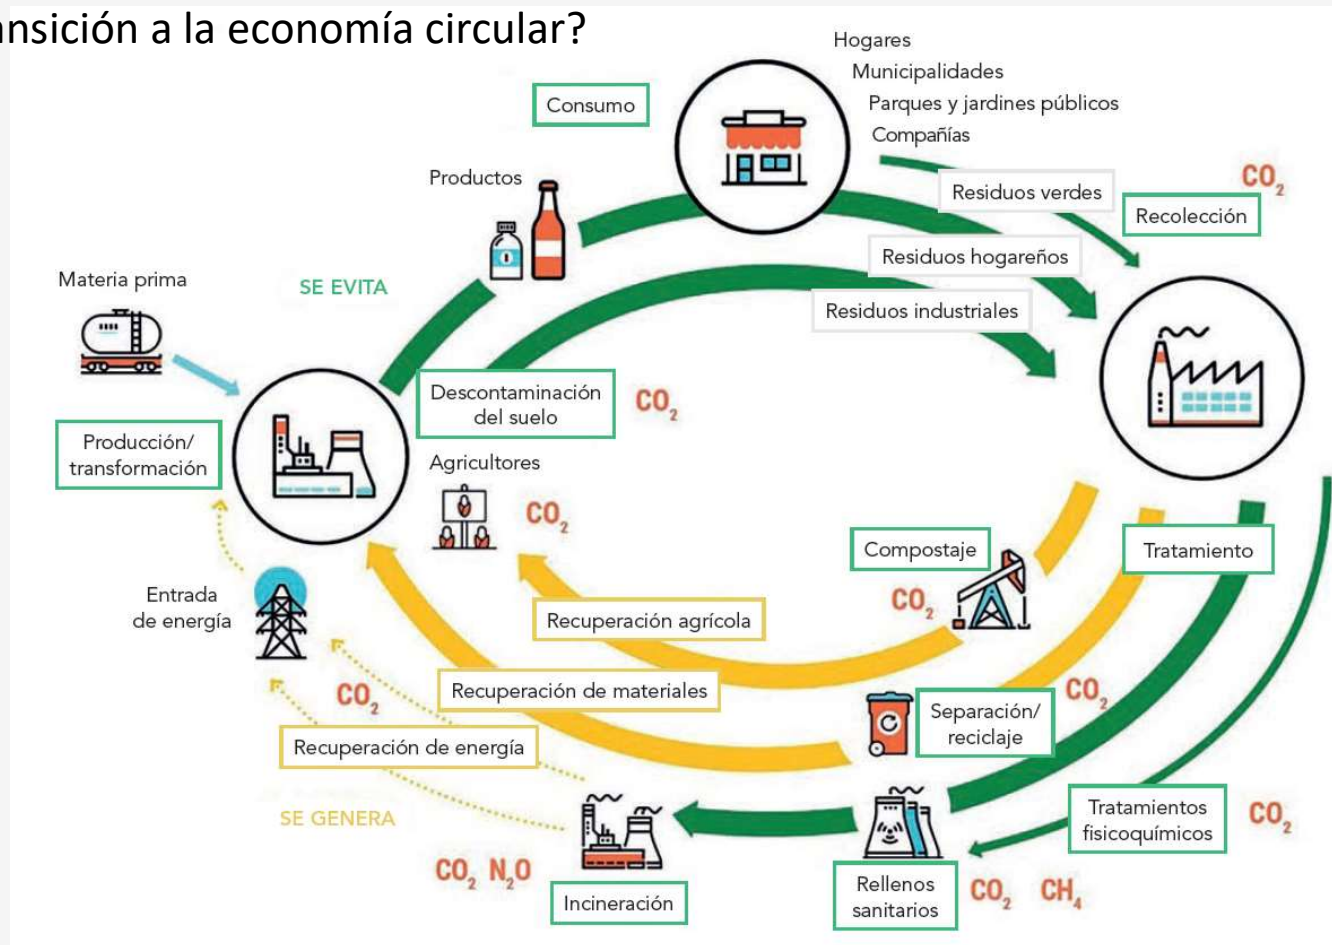 ansición a la economía circular?
Hogares
Municipalidades
Parques y jardines públicos
Compañías
Consumo
Productos
Residuos verdes
CO₂
Recolección
Residuos hogareños
Residuos industriales
Materia prima
SE EVITA
Descontaminación
del suelo
CO₂
Producción/
transformación
Agricultores
CO₂
Compostaje
Tratamiento
CO₂
Entrada
de energía
Recuperación agrícola
Recuperación de materiales
CO₂
CO₂
Separación/
reciclaje
Recuperación de energía
SE GENERA
Tratamientos
fisicoquímicos
CO₂
CO₂ N₂O
Incineración
Rellenos
sanitarios
CO₂ CH₄